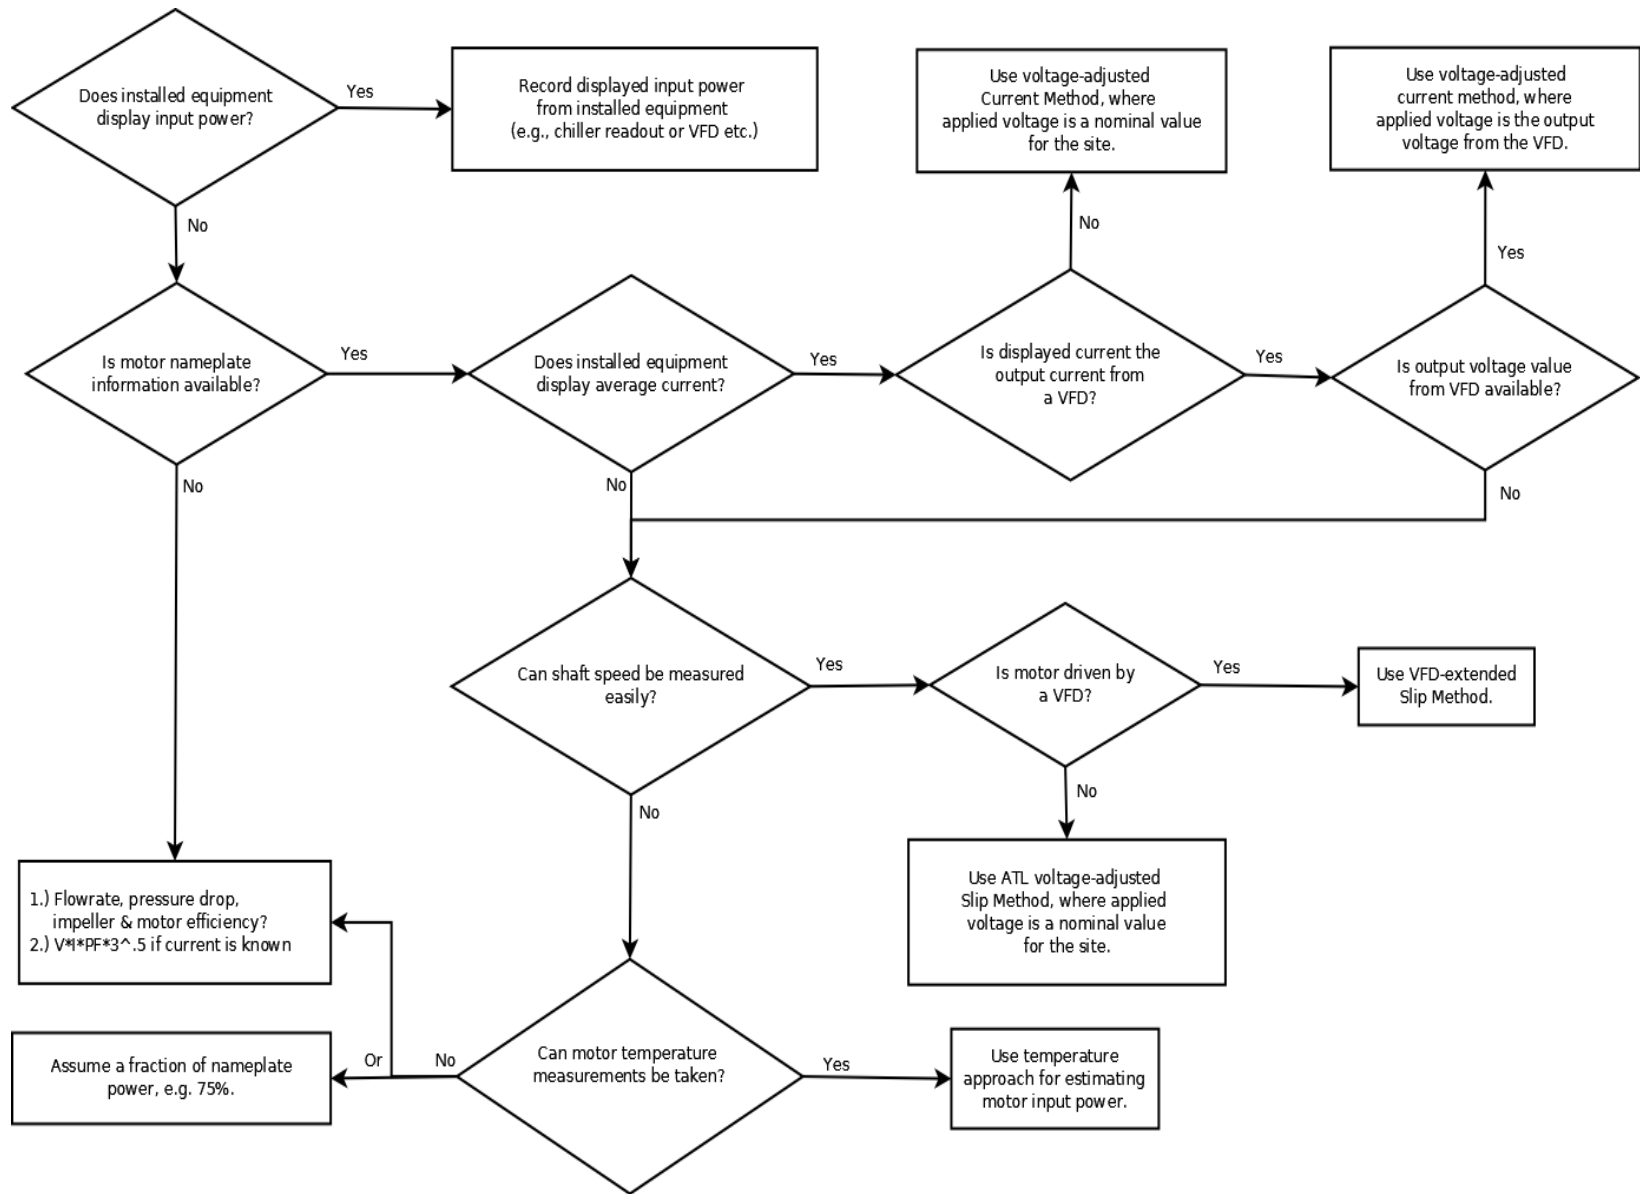 Does installed equipment
display input power?
Yes
Record displayed input power
from installed equipment
(e.g., chiller readout or VFD etc.)
Use voltage-adjusted
Current Method, where
applied voltage is a nominal value
for the site.
Use voltage-adjusted
current method, where
applied voltage is the output
voltage from the VFD.
No
No
Yes
Is motor nameplate
information available?
Yes
Does installed equipment
display average current?
Yes
Is displayed current the
output current from
a VFD?
Yes
Is output voltage value
from VFD available?
No
No
No
Can shaft speed be measured
easily?
Yes
Is motor driven by
a VFD?
Yes
Use VFD-extended
Slip Method.
No
No
1.) Flowrate, pressure drop,
impeller & motor efficiency?
2.) V*I*PF*3^.5 if current is known
Use ATL voltage-adjusted
Slip Method, where applied
voltage is a nominal value
for the site.
Assume a fraction of nameplate
power, e.g. 75%.
Or
No
Can motor temperature
measurements be taken?
Yes
Use temperature
approach for estimating
motor input power.